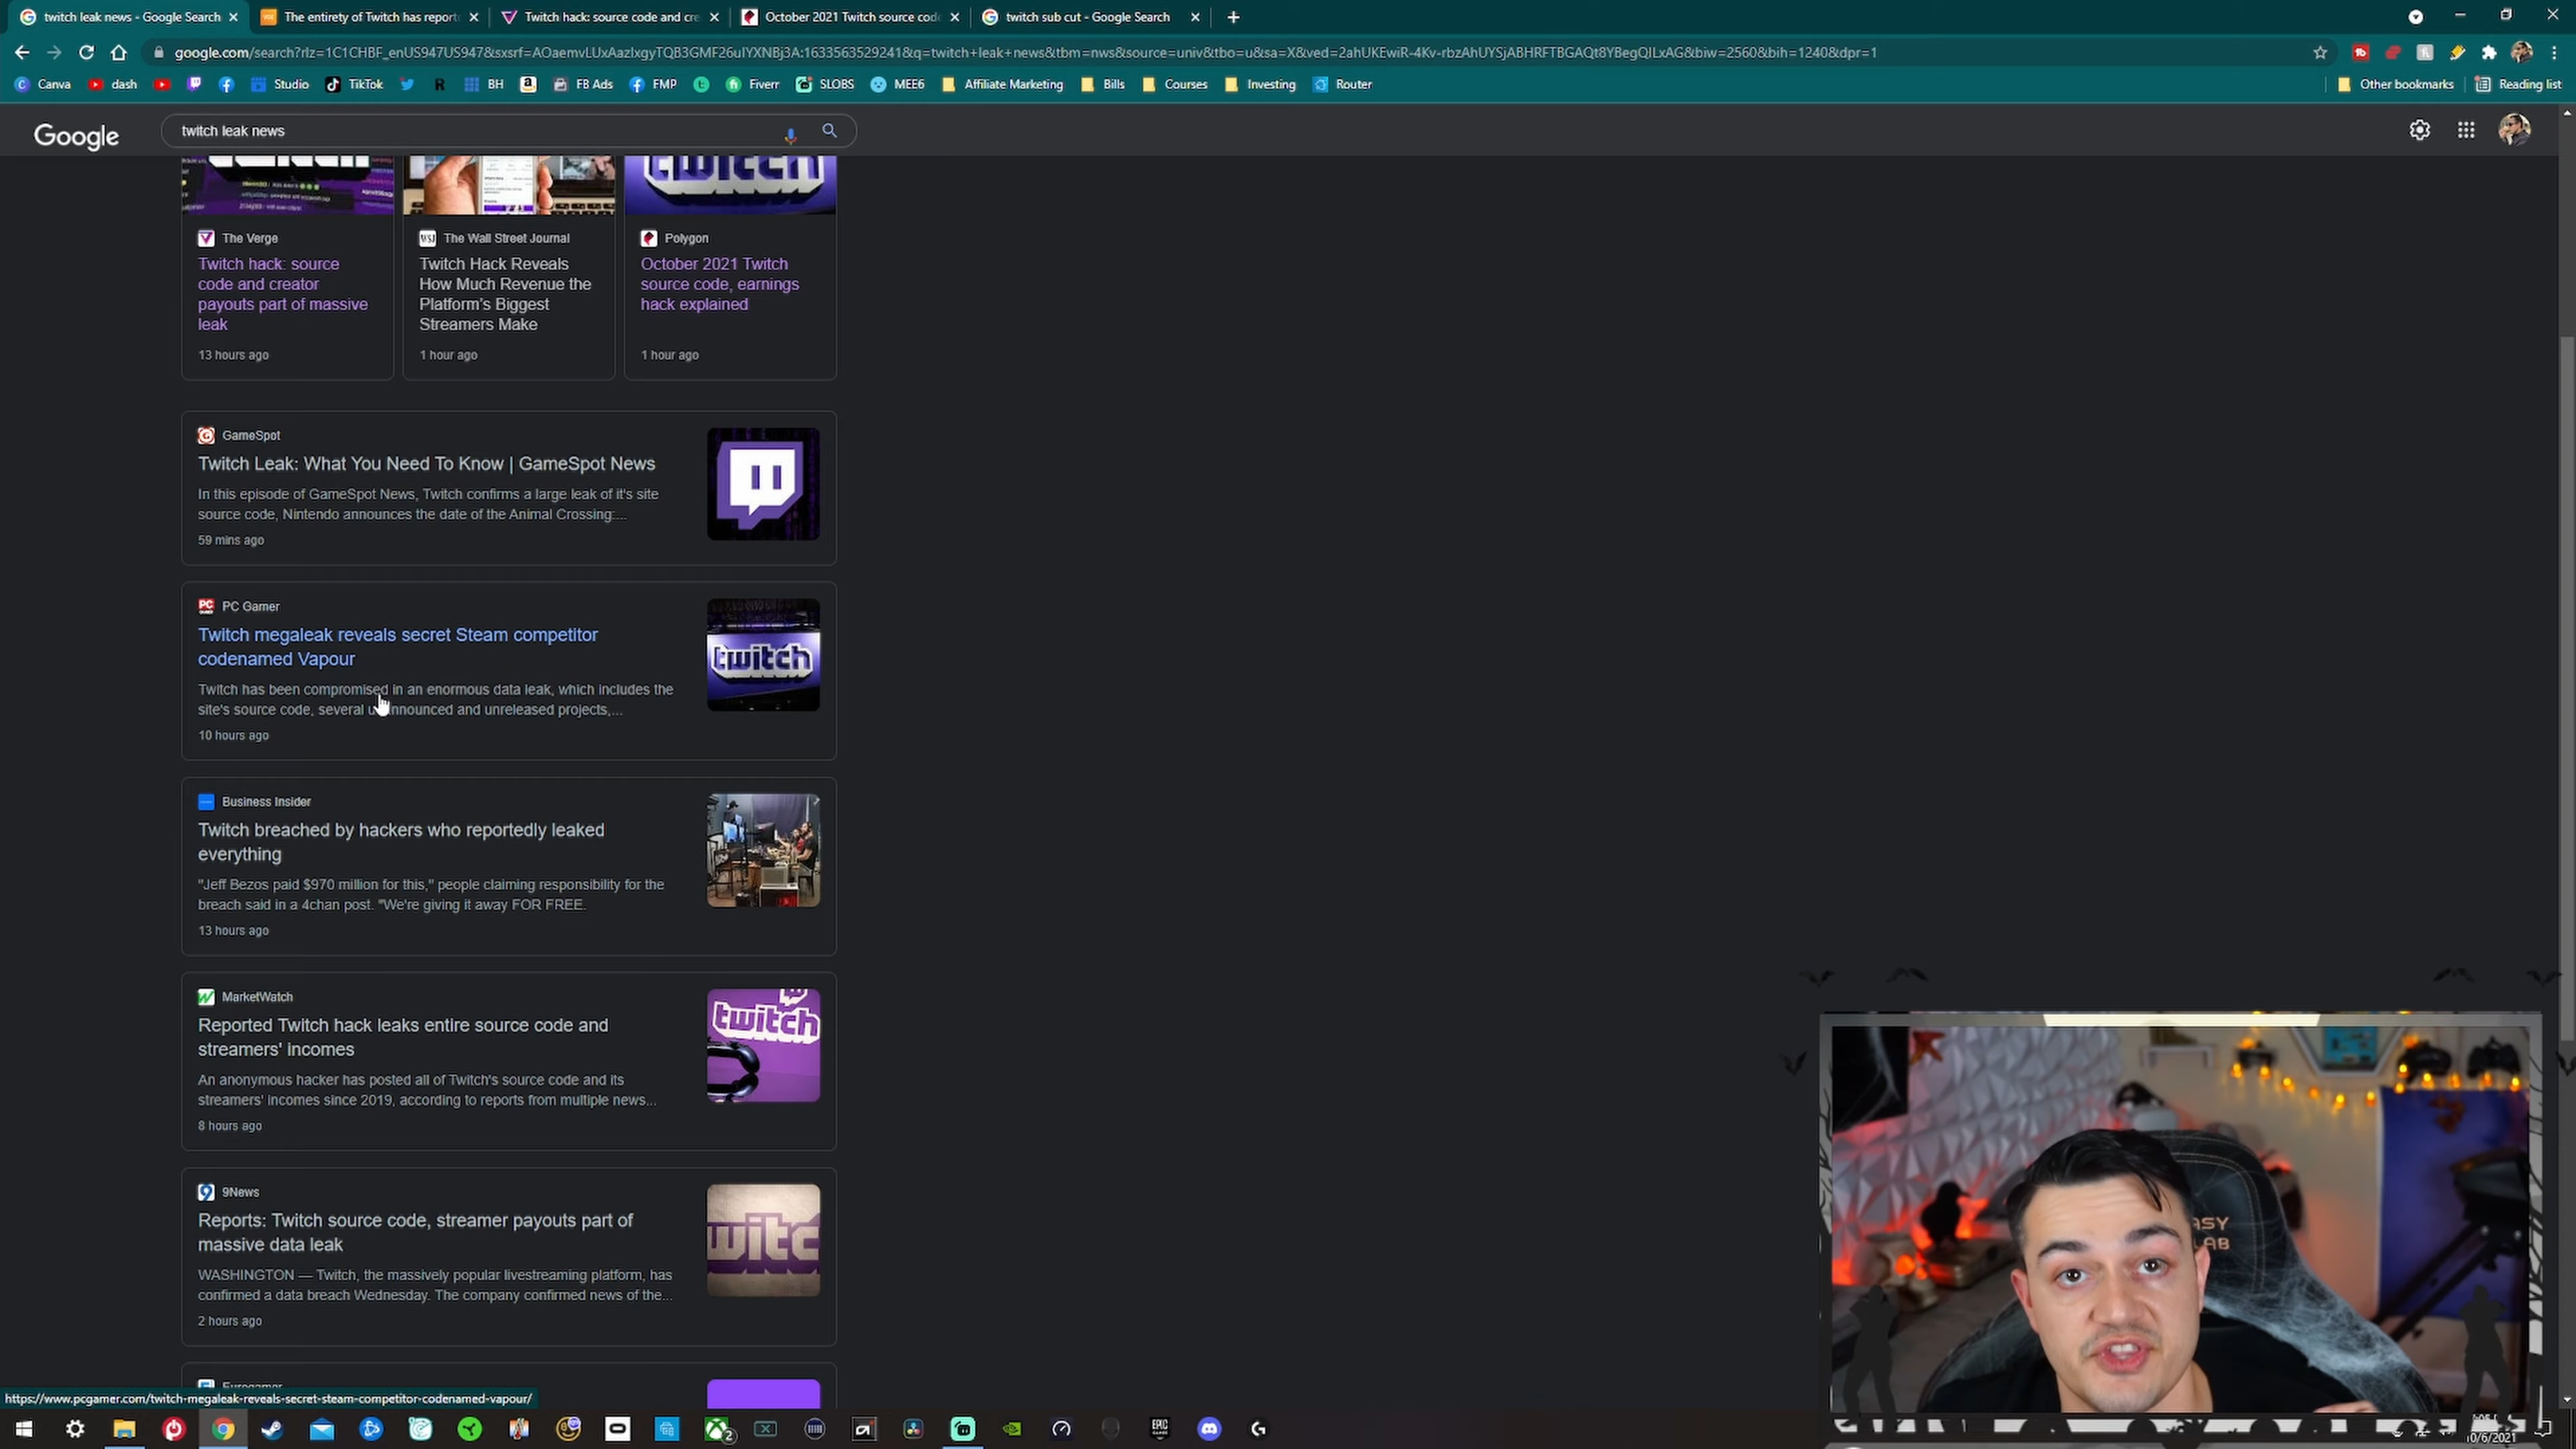 twitch leak news - Google Search
The entirety of Twitch has report
Twitch hack: source code and cre
October 2021 Twitch source cod
twitch sub cut - Google Search
google.com/search?rlz=1C1CHBF_enUS947US947&sxsrf=AOaemvLUxAazlxgyTQB3GMF26uIYXNBj3A:1633563529241&q=twitch+leak+news&tbm=nws&source=univ&tbo=u&sa=X&ved=2ahUKEwiR-4Kv-rbzAhUYSjABHRFTBGAQt8YBegQILxAG&biw=2560&bih=1240&dpr=1
Canva
dash
Studio
TikTok
R
BH
FB Ads
FMP
Fiverr
SLOBS
MEE6
Affiliate Marketing
Bills
Courses
Investing
Router
Other bookmarks
Reading list
Google
twitch leak news
twitch
The Verge
Twitch hack: source
code and creator
payouts part of massive
leak
13 hours ago
WSJ
The Wall Street Journal
Twitch Hack Reveals
How Much Revenue the
Platform's Biggest
Streamers Make
1 hour ago
Polygon
October 2021 Twitch
source code, earnings
hack explained
1 hour ago
GameSpot
Twitch Leak: What You Need To Know | GameSpot News
In this episode of GameSpot News, Twitch confirms a large leak of it's site
source code, Nintendo announces the date of the Animal Crossing:...
59 mins ago
PC Gamer
Twitch megaleak reveals secret Steam competitor
codenamed Vapour
Twitch has been compromised in an enormous data leak, which includes the
site's source code, several unannounced and unreleased projects,...
10 hours ago
twitch
Business Insider
Twitch breached by hackers who reportedly leaked
everything
"Jeff Bezos paid $970 million for this," people claiming responsibility for the
breach said in a 4chan post. "We're giving it away FOR FREE.
13 hours ago
MarketWatch
Reported Twitch hack leaks entire source code and
streamers' incomes
An anonymous hacker has posted all of Twitch's source code and its
streamers' incomes since 2019, according to reports from multiple news...
8 hours ago
twitch
9News
Reports: Twitch source code, streamer payouts part of
massive data leak
WASHINGTON — Twitch, the massively popular livestreaming platform, has
confirmed a data breach Wednesday. The company confirmed news of the...
2 hours ago
witc
Eurogamer
https://www.pcgamer.com/twitch-megaleak-reveals-secret-steam-competitor-codenamed-vapour/
ASY
LAB
EPIC
GAMES
0/6/2021